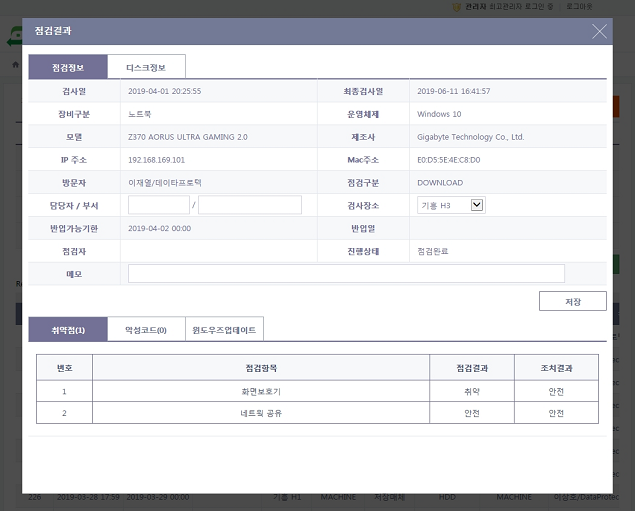 관리자 최고관리자 로그인 중 | 로그아웃
점검결과
점검정보 디스크정보
검사일 2019-04-01 20:25:55 최종검사일 2019-06-11 16:41:57
장비구분 노트북 운영체제 Windows 10
모델 Z370 AORUS ULTRA GAMING 2.0 제조사 Gigabyte Technology Co., Ltd.
IP 주소 192.168.169.101 Mac주소 E0:D5:5E:4E:C8:D0
방문자 이재열/데이타프로텍 점검구분 DOWNLOAD
담당자 / 부서 / 검사장소 기흥 H3
반입가능기한 2019-04-02 00:00 반입일
점검자 진행상태 점검완료
메모
저장
취약점(1) 악성코드(0) 윈도우즈업데이트
번호 점검항목 점검결과 조치결과
1 화면보호기 취약 안전
2 네트웍 공유 안전 안전
226 2019-03-28 17:59 2019-03-29 00:00 기흥 H1 MACHINE 저장매체 HDD MACHINE 이상호/DataProtec